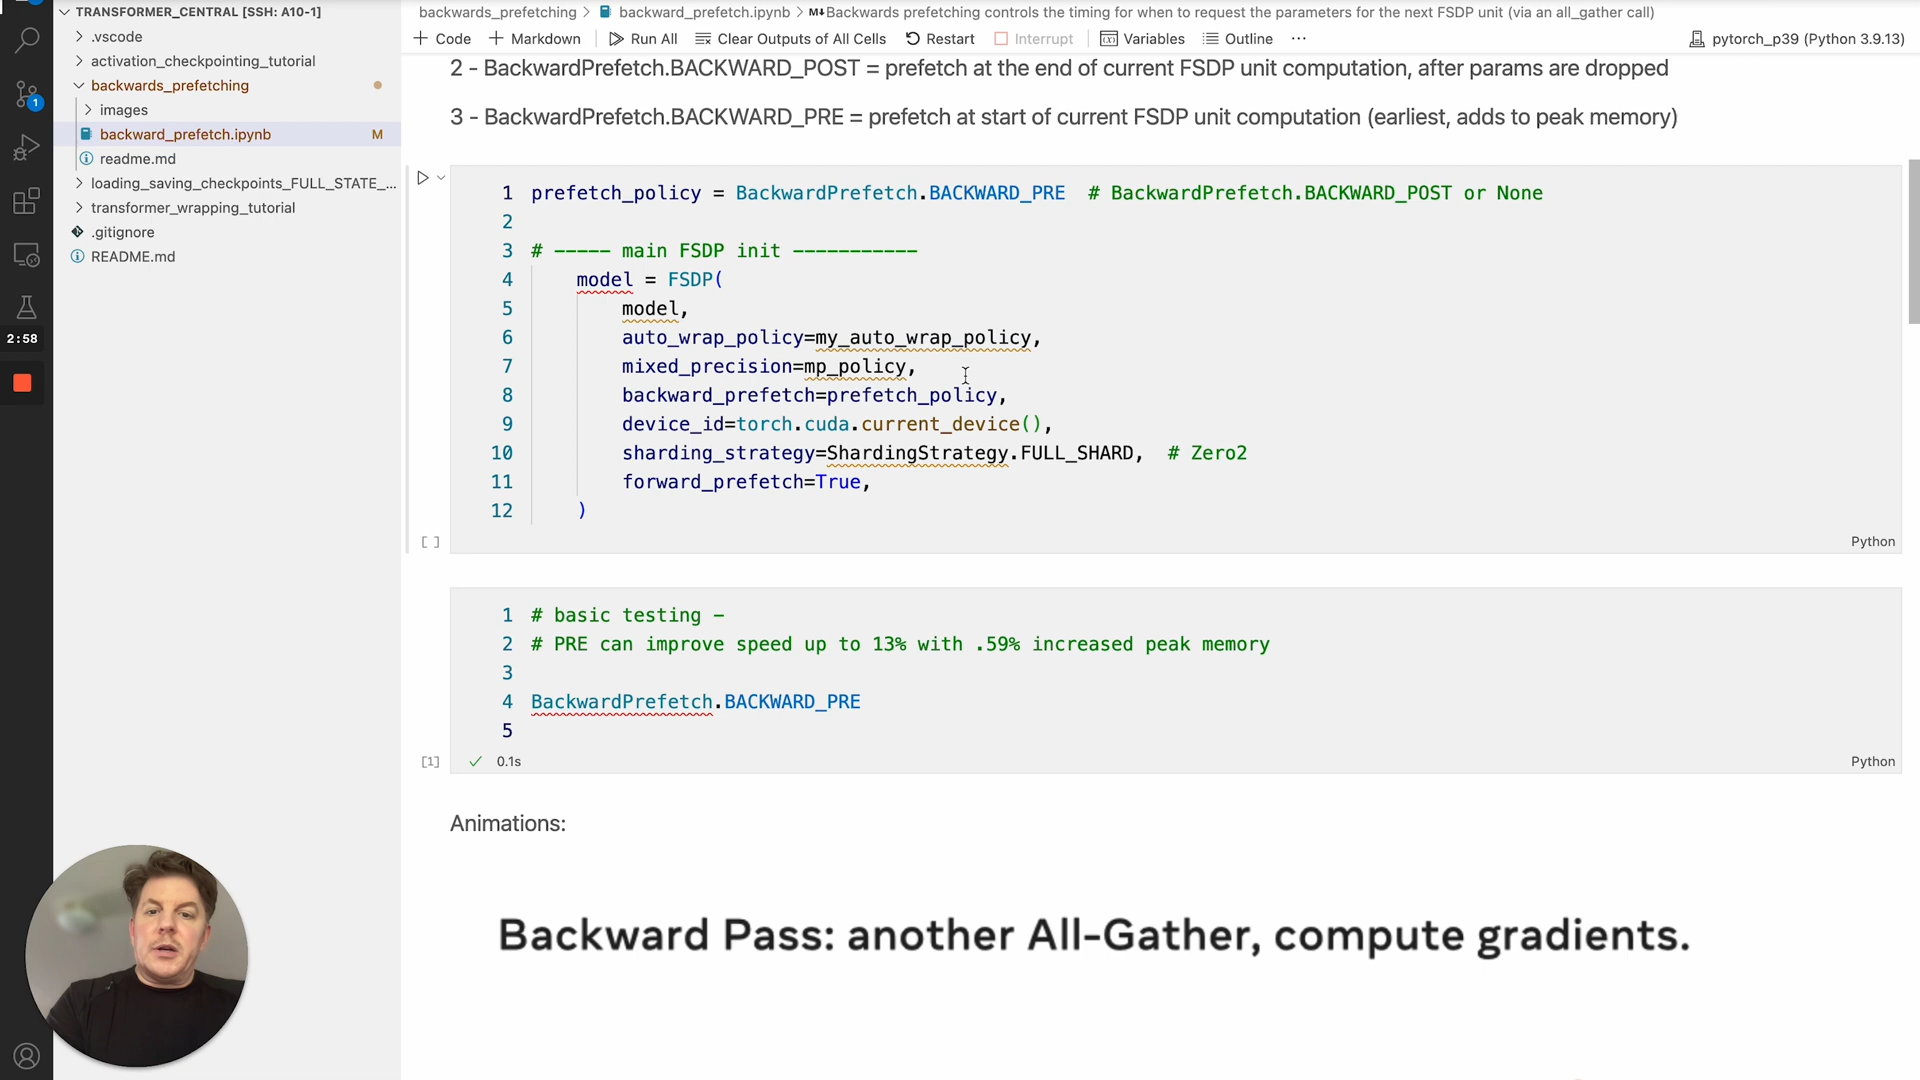 TRANSFORMER_CENTRAL [SSH: A10-1]
.vscode
activation_checkpointing_tutorial
backwards_prefetching
images
backward_prefetch.ipynb M
readme.md
loading_saving_checkpoints_FULL_STATE_...
transformer_wrapping_tutorial
.gitignore
README.md
1
2:58
backwards_prefetching > backward_prefetch.ipynb > M↓Backwards prefetching controls the timing for when to request the parameters for the next FSDP unit (via an all_gather call)
+ Code + Markdown Run All Clear Outputs of All Cells Restart Interrupt Variables Outline ... pytorch_p39 (Python 3.9.13)
2 - BackwardPrefetch.BACKWARD_POST = prefetch at the end of current FSDP unit computation, after params are dropped
3 - BackwardPrefetch.BACKWARD_PRE = prefetch at start of current FSDP unit computation (earliest, adds to peak memory)
1 prefetch_policy = BackwardPrefetch.BACKWARD_PRE # BackwardPrefetch.BACKWARD_POST or None
2
3 # ----- main FSDP init -----------
4 model = FSDP(
5 model,
6 auto_wrap_policy=my_auto_wrap_policy,
7 mixed_precision=mp_policy,
8 backward_prefetch=prefetch_policy,
9 device_id=torch.cuda.current_device(),
10 sharding_strategy=ShardingStrategy.FULL_SHARD, # Zero2
11 forward_prefetch=True,
12 )
[ ] Python
1 # basic testing -
2 # PRE can improve speed up to 13% with .59% increased peak memory
3
4 BackwardPrefetch.BACKWARD_PRE
5
[1] ✓ 0.1s Python
Animations:
Backward Pass: another All-Gather, compute gradients.